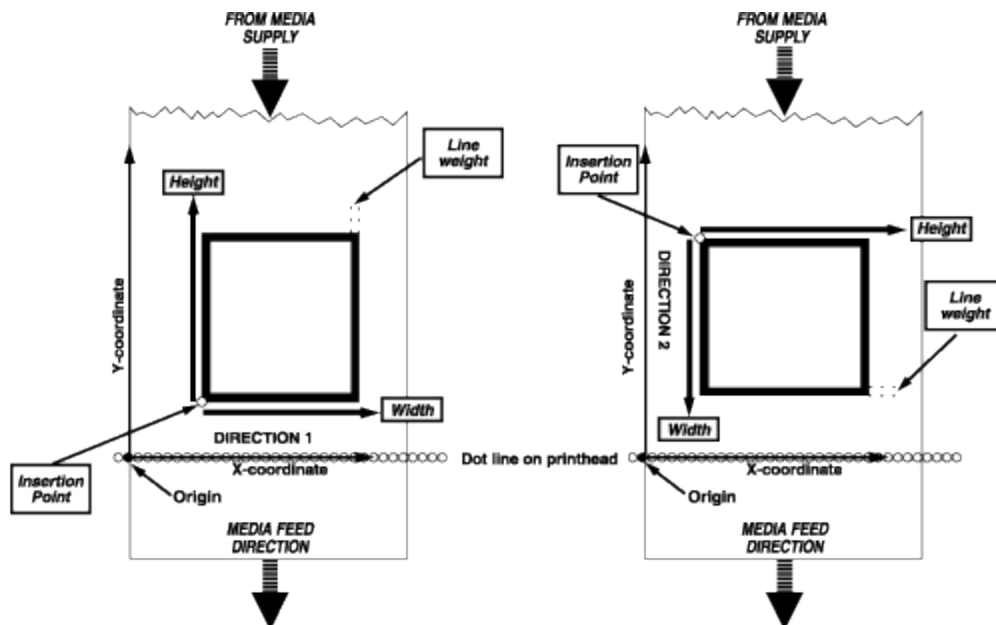 FROM MEDIA
SUPPLY
Line
weight
Height
Y-coordinate
Width
DIRECTION 1
X-coordinate
Insertion
Point
Origin
MEDIA FEED
DIRECTION
Dot line on printhead
FROM MEDIA
SUPPLY
Insertion
Point
Height
DIRECTION 2
Line
weight
Y-coordinate
Width
X-coordinate
Origin
MEDIA FEED
DIRECTION